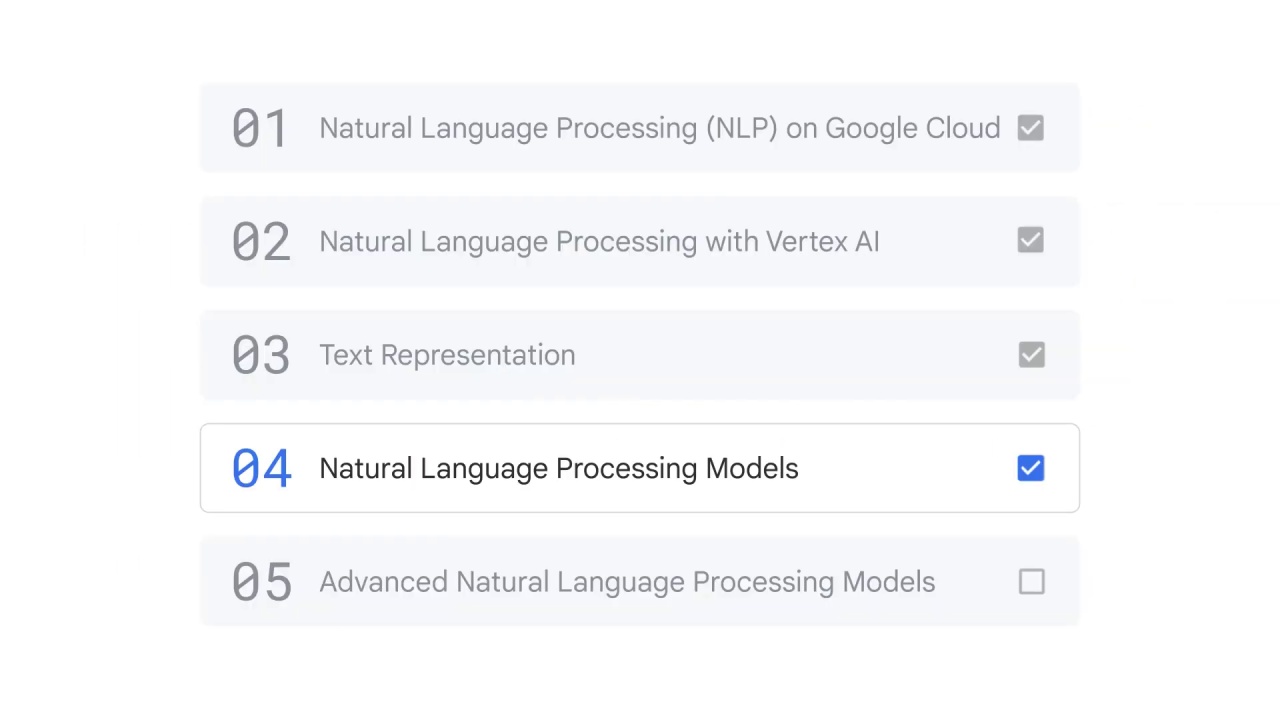 01 Natural Language Processing (NLP) on Google Cloud
02 Natural Language Processing with Vertex AI
03 Text Representation
04 Natural Language Processing Models
05 Advanced Natural Language Processing Models